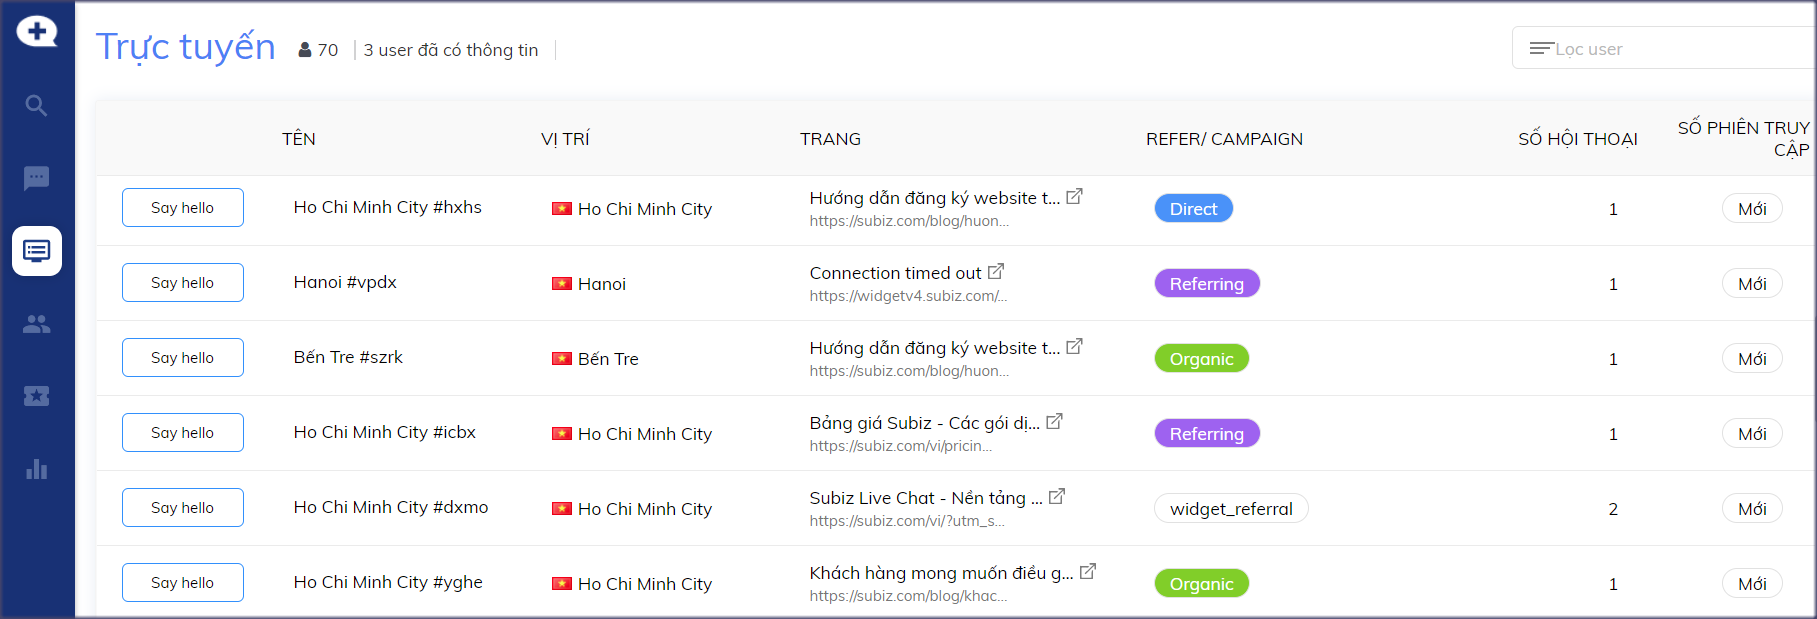 Trực tuyến 70 3 user đã có thông tin
Lọc user
TÊN VỊ TRÍ TRANG REFER/ CAMPAIGN SỐ HỘI THOẠI SỐ PHIÊN TRUY
CẬP
Say hello Ho Chi Minh City #hxhs Ho Chi Minh City Hướng dẫn đăng ký website t... Direct 1 Mới
https://subiz.com/blog/huon...
Say hello Hanoi #vpdx Hanoi Connection timed out Referring 1 Mới
https://widgetv4.subiz.com/...
Say hello Bến Tre #szrk Bến Tre Hướng dẫn đăng ký website t... Organic 1 Mới
https://subiz.com/blog/huon...
Say hello Ho Chi Minh City #icbx Ho Chi Minh City Bảng giá Subiz - Các gói dị... Referring 1 Mới
https://subiz.com/vi/pricin...
Say hello Ho Chi Minh City #dxmo Ho Chi Minh City Subiz Live Chat - Nền tảng ... widget_referral 2 Mới
https://subiz.com/vi/?utm_s...
Say hello Ho Chi Minh City #yghe Ho Chi Minh City Khách hàng mong muốn điều g... Organic 1 Mới
https://subiz.com/blog/khac...